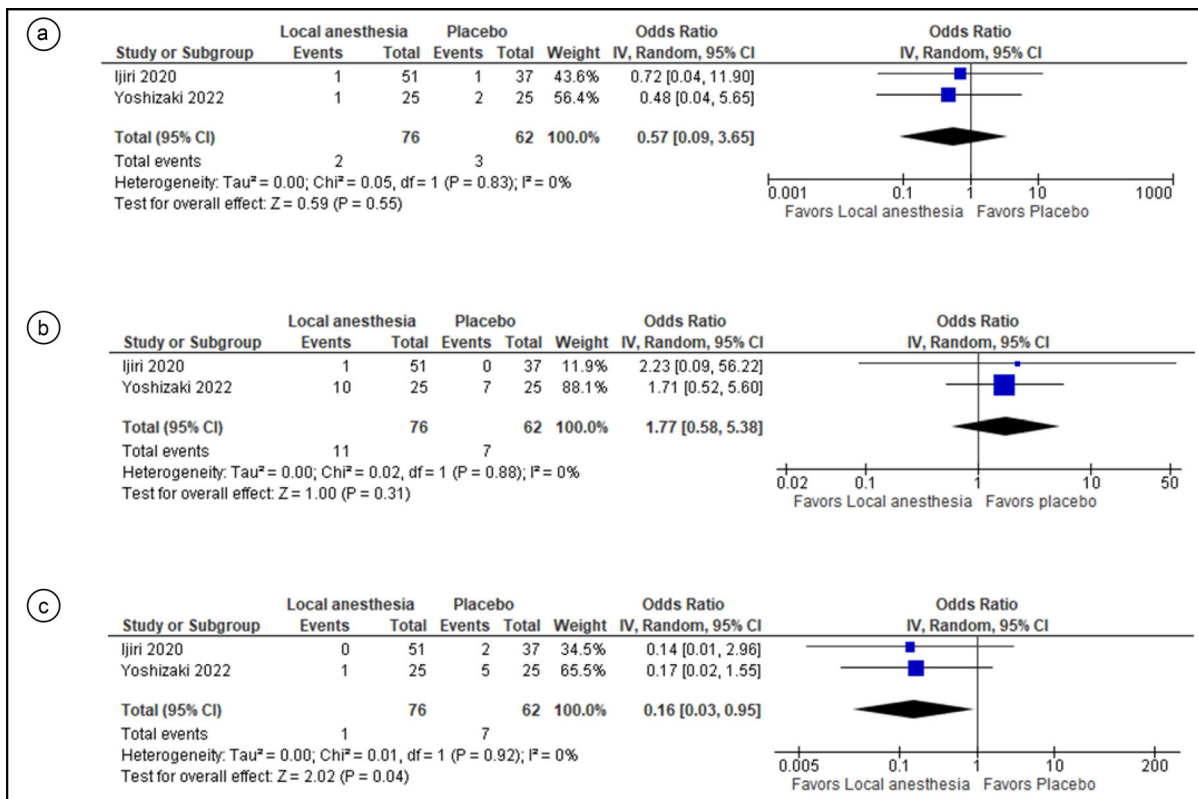 a
Local anesthesia Placebo Odds Ratio Odds Ratio
Study or Subgroup Events Total Events Total Weight IV, Random, 95% CI IV, Random, 95% CI
Ijiri 2020 1 51 1 37 43.6% 0.72 [0.04, 11.90]
Yoshizaki 2022 1 25 2 25 56.4% 0.48 [0.04, 5.65]
Total (95% CI) 76 62 100.0% 0.57 [0.09, 3.65]
Total events 2 3
Heterogeneity: Tau² = 0.00; Chi² = 0.05, df = 1 (P = 0.83); I² = 0%
Test for overall effect: Z = 0.59 (P = 0.55)
0.001 0.1 1 10 1000
Favors Local anesthesia Favors Placebo
b
Local anesthesia Placebo Odds Ratio Odds Ratio
Study or Subgroup Events Total Events Total Weight IV, Random, 95% CI IV, Random, 95% CI
Ijiri 2020 1 51 0 37 11.9% 2.23 [0.09, 56.22]
Yoshizaki 2022 10 25 7 25 88.1% 1.71 [0.52, 5.60]
Total (95% CI) 76 62 100.0% 1.77 [0.58, 5.38]
Total events 11 7
Heterogeneity: Tau² = 0.00; Chi² = 0.02, df = 1 (P = 0.88); I² = 0%
Test for overall effect: Z = 1.00 (P = 0.31)
0.02 0.1 1 10 50
Favors Local anesthesia Favors placebo
c
Local anesthesia Placebo Odds Ratio Odds Ratio
Study or Subgroup Events Total Events Total Weight IV, Random, 95% CI IV, Random, 95% CI
Ijiri 2020 0 51 2 37 34.5% 0.14 [0.01, 2.96]
Yoshizaki 2022 1 25 5 25 65.5% 0.17 [0.02, 1.55]
Total (95% CI) 76 62 100.0% 0.16 [0.03, 0.95]
Total events 1 7
Heterogeneity: Tau² = 0.00; Chi² = 0.01, df = 1 (P = 0.92); I² = 0%
Test for overall effect: Z = 2.02 (P = 0.04)
0.005 0.1 1 10 200
Favors Local anesthesia Favors Placebo